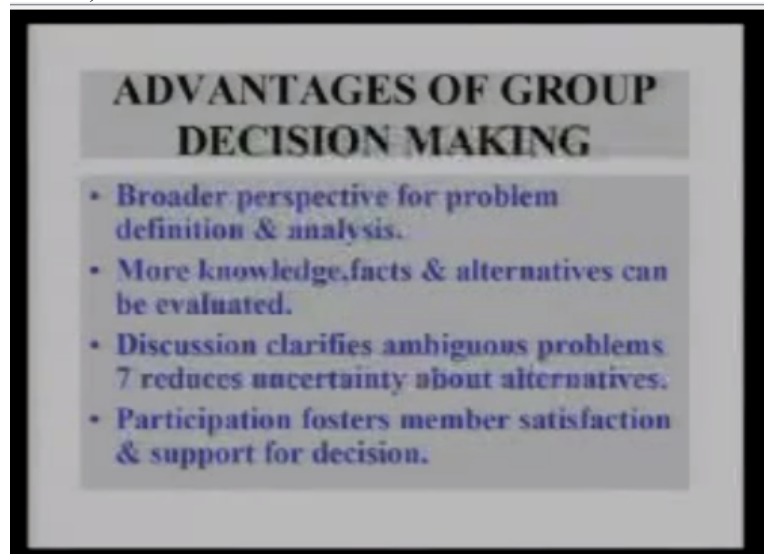 ADVANTAGES OF GROUP
DECISION MAKING
• Broader perspective for problem
definition & analysis.
• More knowledge,facts & alternatives can
be evaluated.
• Discussion clarifies ambiguous problems
7 reduces uncertainty about alternatives.
• Participation fosters member satisfaction
& support for decision.